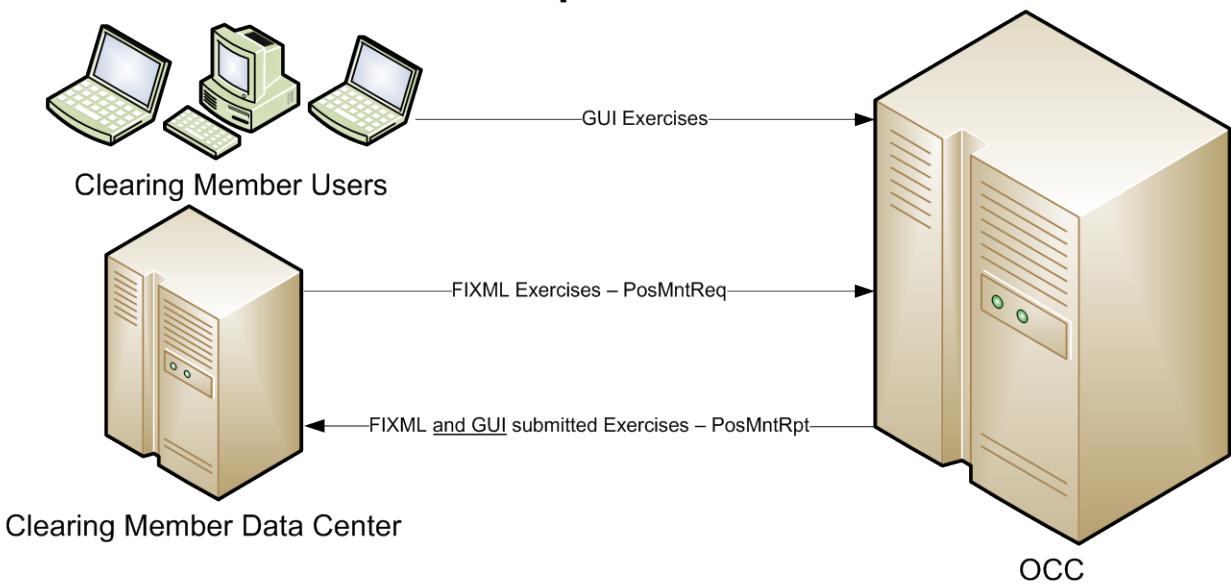 GUI Exercises
Clearing Member Users
FIXML Exercises – PosMntReq
FIXML and GUI submitted Exercises – PosMntRpt
Clearing Member Data Center
OCC